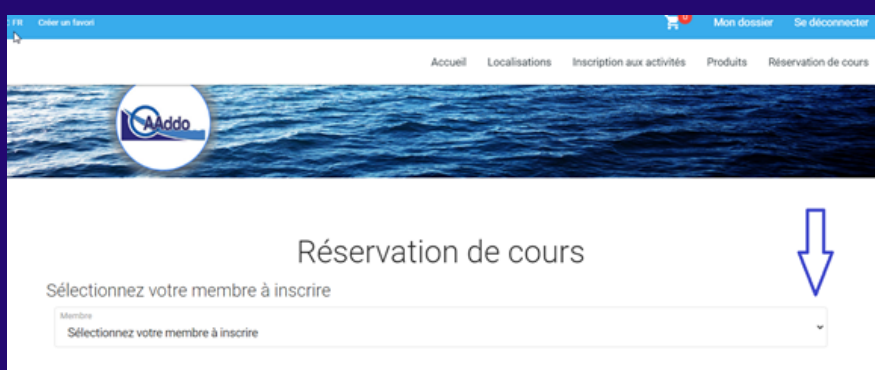 FR Créer un favori 0 Mon dossier Se déconnecter
Accueil Localisations Inscription aux activités Produits Réservation de cours
CAAddo
Réservation de cours
Sélectionnez votre membre à inscrire
Membre
Sélectionnez votre membre à inscrire